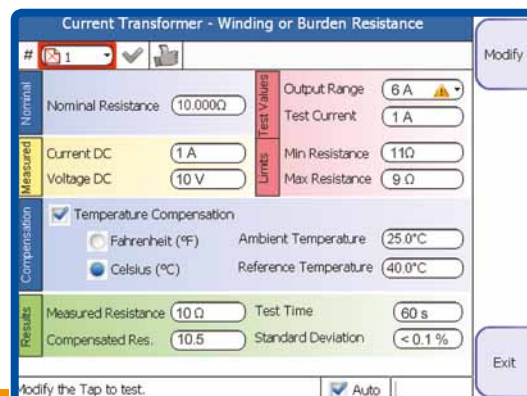 Current Transformer - Winding or Burden Resistance
# 1
Modify
Nominal
Nominal Resistance 10.000Ω
Test Values
Output Range 6 A
Test Current 1 A
Measured
Current DC 1 A
Voltage DC 10 V
Limits
Min Resistance 11Ω
Max Resistance 9 Ω
Compensation
Temperature Compensation
Fahrenheit (ºF)
Celsius (ºC)
Ambient Temperature 25.0°C
Reference Temperature 40.0°C
Results
Measured Resistance 10 Ω
Compensated Res. 10.5
Test Time 60 s
Standard Deviation < 0.1 %
Exit
Modify the Tap to test.
Auto